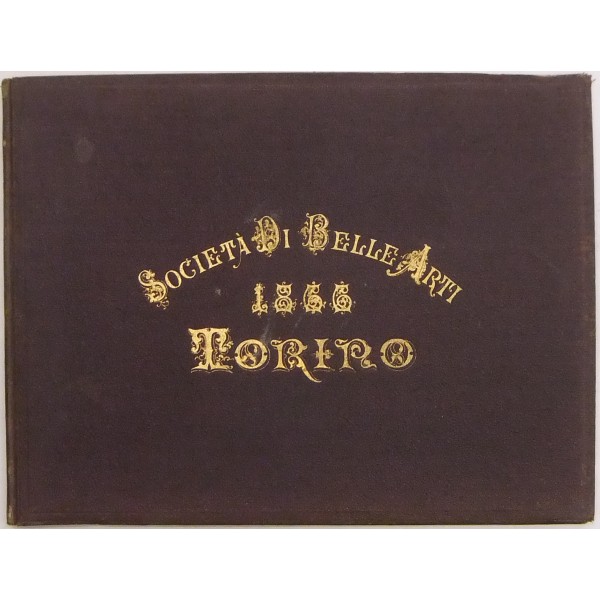 Società Di Belle Arti
1866
Torino